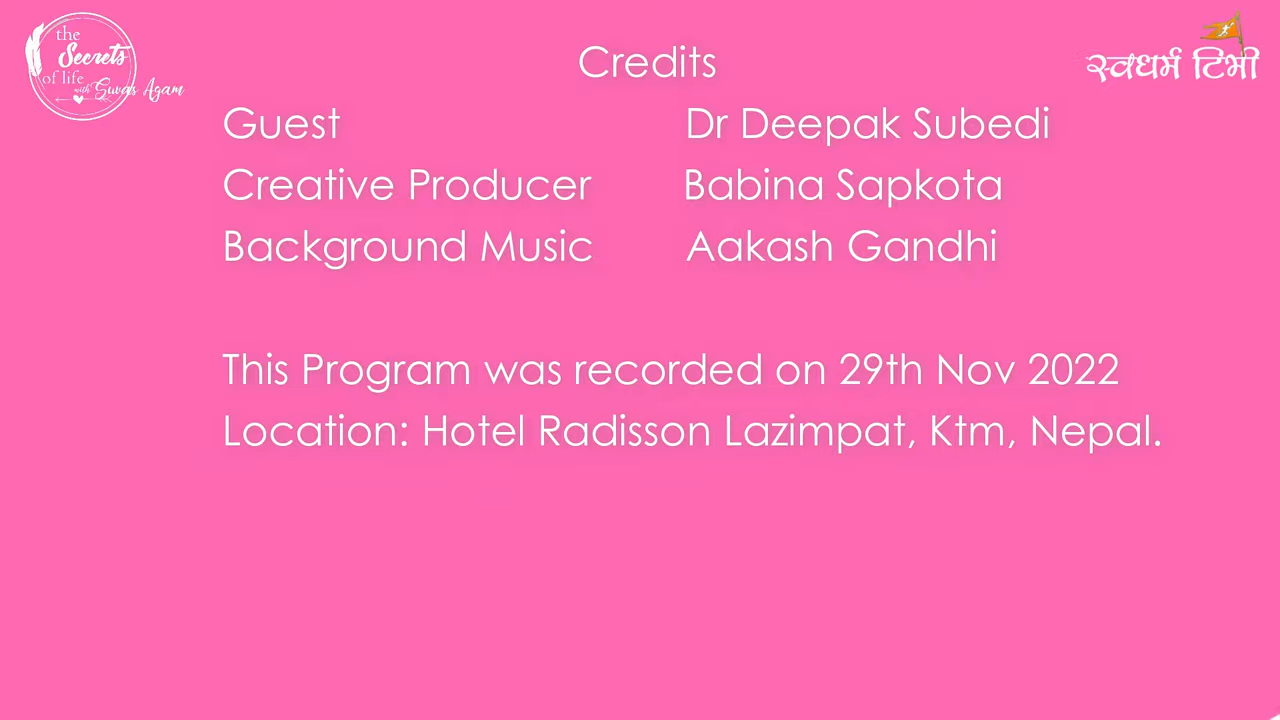 the
Secrets
of life
with Suvas Agam
स्वधर्म टिभी
Credits
Guest Dr Deepak Subedi
Creative Producer Babina Sapkota
Background Music Aakash Gandhi
This Program was recorded on 29th Nov 2022
Location: Hotel Radisson Lazimpat, Ktm, Nepal.